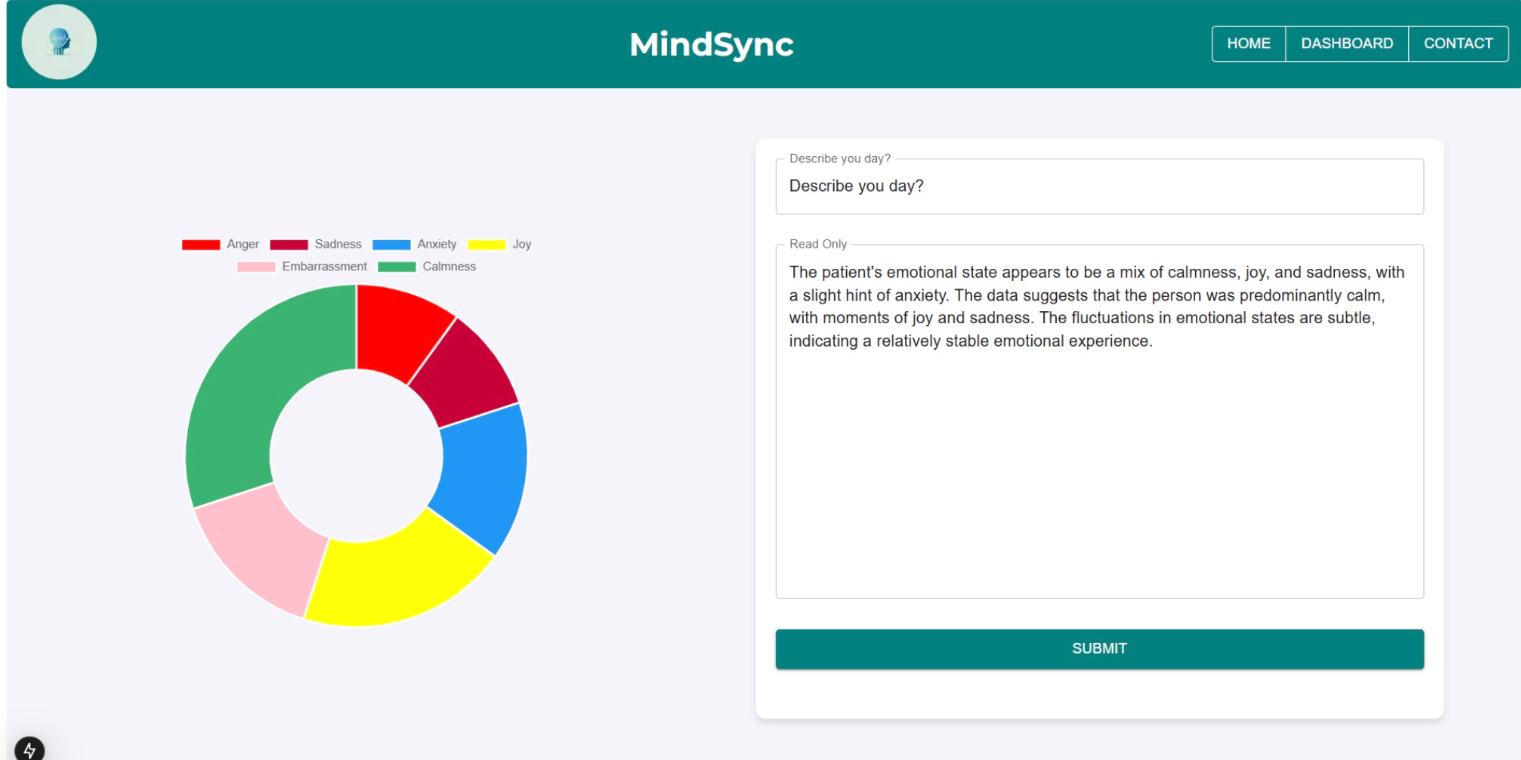 MindSync
HOME
DASHBOARD
CONTACT
Anger
Sadness
Anxiety
Joy
Embarrassment
Calmness
Describe you day?
Describe you day?
Read Only
The patient's emotional state appears to be a mix of calmness, joy, and sadness, with
a slight hint of anxiety. The data suggests that the person was predominantly calm,
with moments of joy and sadness. The fluctuations in emotional states are subtle,
indicating a relatively stable emotional experience.
SUBMIT